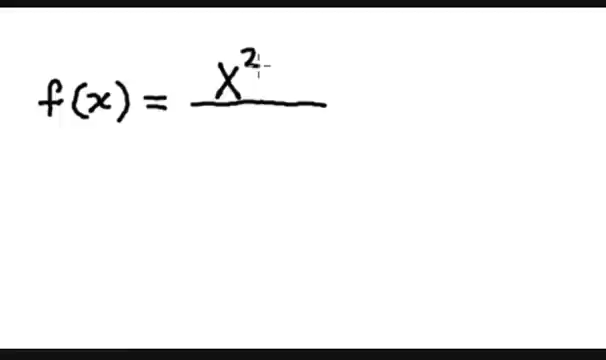 f(x) = x²